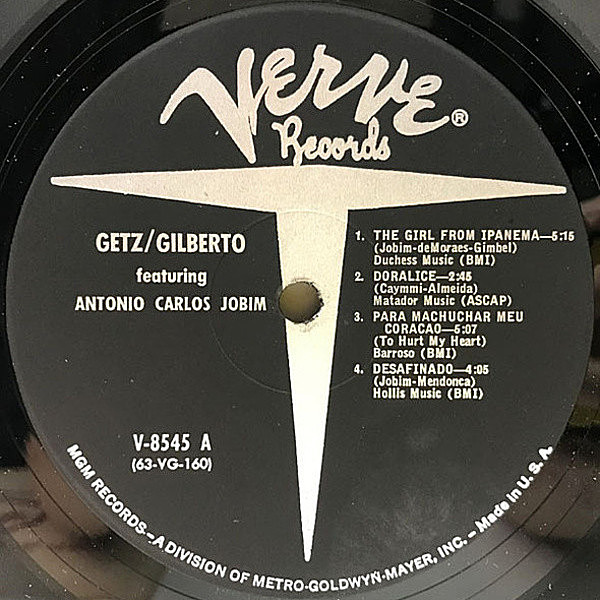 VERVE®
Records
GETZ/GILBERTO
featuring
ANTONIO CARLOS JOBIM
V-8545 A
(63-VG-160)
1. THE GIRL FROM IPANEMA—5:15
(Jobim-deMoraes-Gimbel)
Duchess Music (BMI)
2. DORALICE—2:45
(Caymmi-Almeida)
Matador Music (ASCAP)
3. PARA MACHUCHAR MEU
CORACAO—5:07
(To Hurt My Heart)
Barroso (BMI)
4. DESAFINADO—4:05
(Jobim-Mendonca)
Hollis Music (BMI)
MGM RECORDS—A DIVISION OF METRO-GOLDWYN-MAYER, INC. – Made in U. S. A.